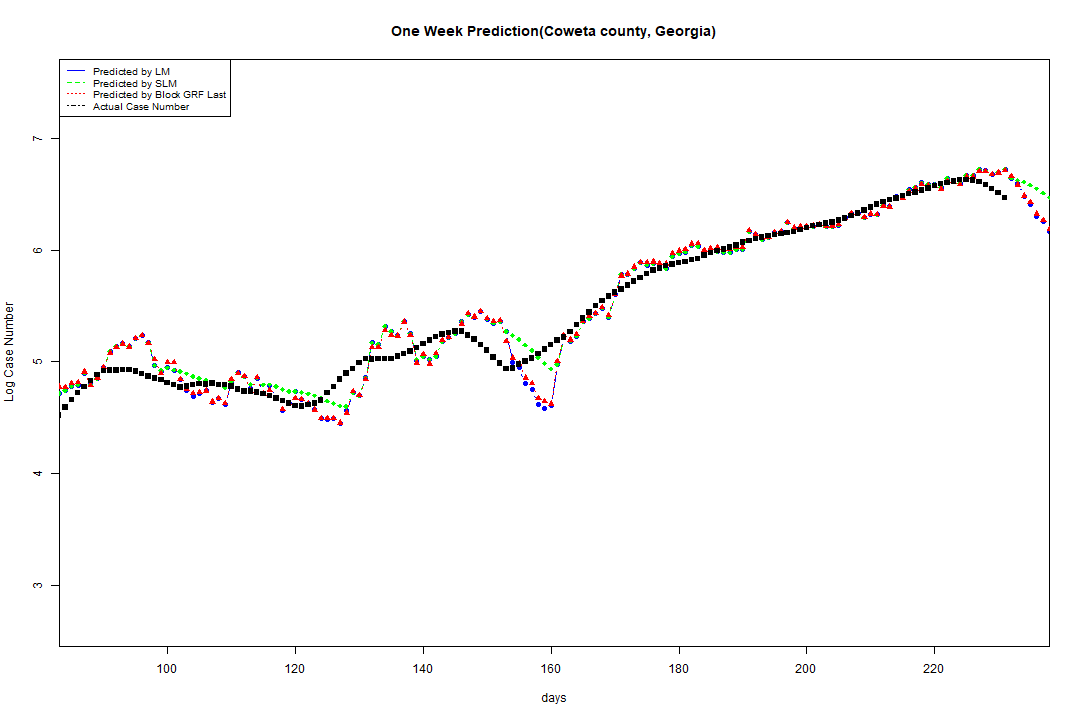 One Week Prediction(Coweta county, Georgia)
Predicted by LM
Predicted by SLM
Predicted by Block GRF Last
Actual Case Number
Log Case Number
7
6
5
4
3
100 120 140 160 180 200 220
days